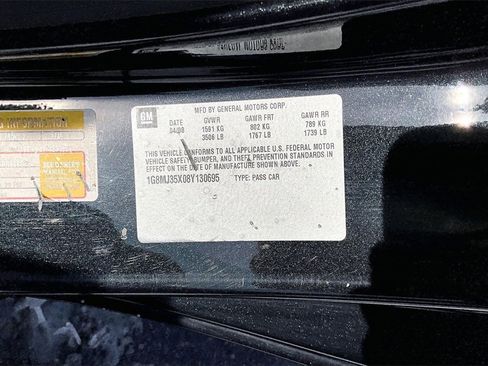 MFD BY GENERAL MOTORS CORP.
GM
DATE GVWR GAWR FRT GAWR RR
04/08 1591 KG 802 KG 789 KG
3506 LB 1767 LB 1739 LB
THIS VEHICLE CONFORMS TO ALL APPLICABLE U.S. FEDERAL MOTOR
VEHICLE SAFETY, BUMPER, AND THEFT PREVENTION STANDARDS IN
EFFECT ON THE DATE OF MANUFACTURE SHOWN ABOVE.
1G8MJ35X08Y130695 TYPE: PASS CAR